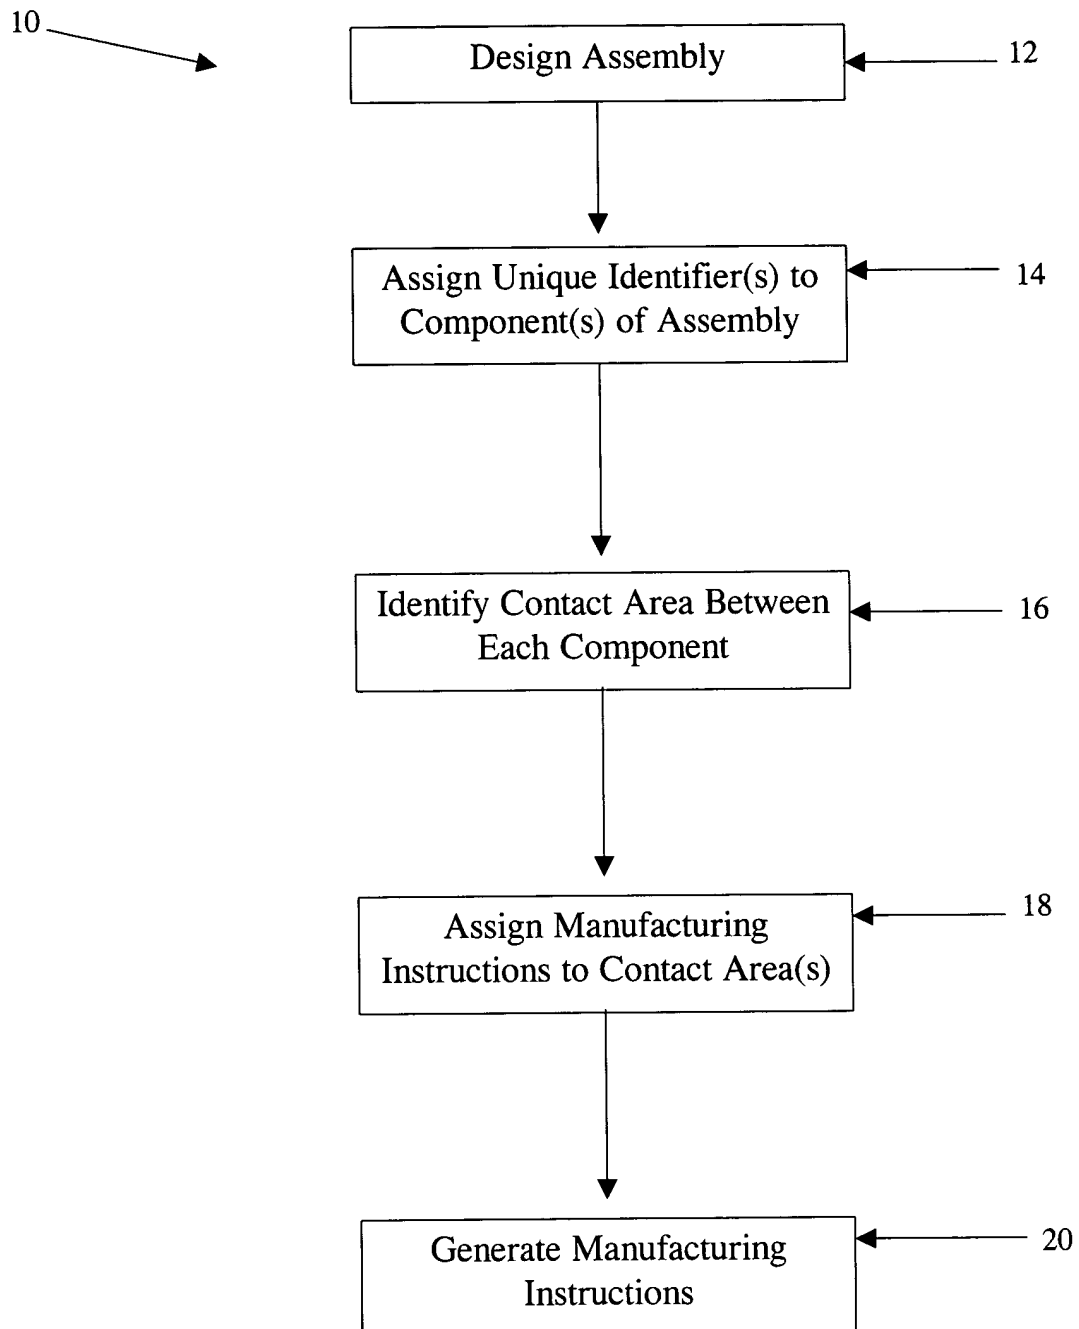 10
Design Assembly
12
Assign Unique Identifier(s) to
Component(s) of Assembly
14
Identify Contact Area Between
Each Component
16
Assign Manufacturing
Instructions to Contact Area(s)
18
Generate Manufacturing
Instructions
20